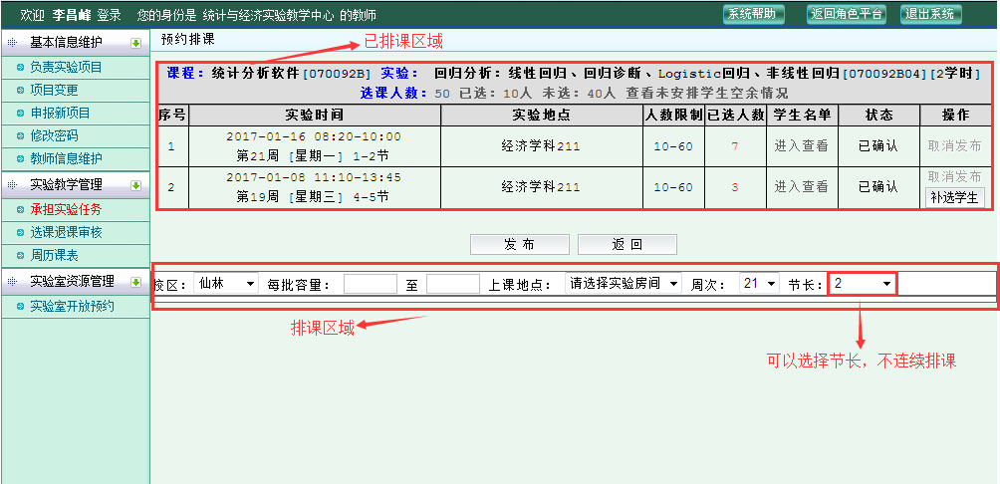 欢迎 李昌峰 登录 您的身份是 统计与经济实验教学中心 的教师 系统帮助 返回角色平台 退出系统
基本信息维护
负责实验项目
项目变更
申报新项目
修改密码
教师信息维护
实验教学管理
承担实验任务
选课退课审核
周历课表
实验室资源管理
实验室开放预约
预约排课
已排课区域
课程：统计分析软件[070092B] 实验： 回归分析：线性回归、回归诊断、Logistic回归、非线性回归[070092B04][2学时]
选课人数：50 已选：10人 未选：40人 查看未安排学生空余情况
序号 实验时间 实验地点 人数限制 已选人数 学生名单 状态 操作
1 2017-01-16 08:20-10:00 经济学科211 10-60 7 进入查看 已确认 取消发布
第21周 [星期一] 1-2节
2 2017-01-08 11:10-13:45 经济学科211 10-60 3 进入查看 已确认 取消发布
第19周 [星期三] 4-5节 补选学生
发 布 返 回
校区：仙林 每批容量： 至 上课地点：请选择实验房间 周次：21 节长：2
排课区域
可以选择节长，不连续排课